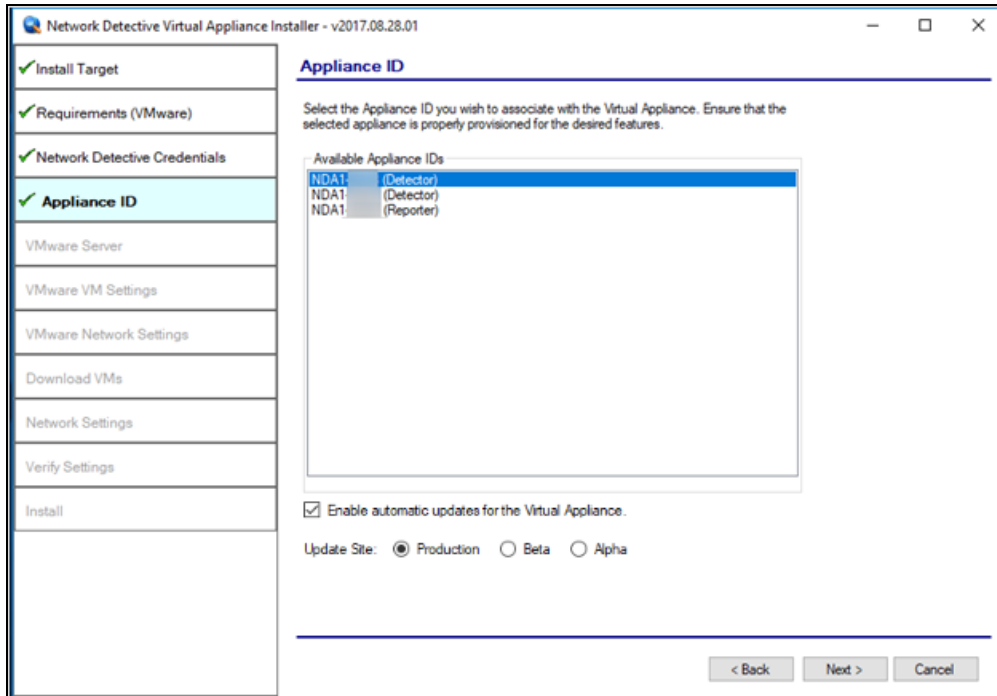 Network Detective Virtual Appliance Installer - v2017.08.28.01
Install Target
Requirements (VMware)
Network Detective Credentials
Appliance ID
VMware Server
VMware VM Settings
VMware Network Settings
Download VMs
Network Settings
Verify Settings
Install
Appliance ID
Select the Appliance ID you wish to associate with the Virtual Appliance. Ensure that the
selected appliance is properly provisioned for the desired features.
Available Appliance IDs
NDA1- (Detector)
NDA1- (Detector)
NDA1- (Reporter)
Enable automatic updates for the Virtual Appliance.
Update Site: Production Beta Alpha
< Back Next > Cancel